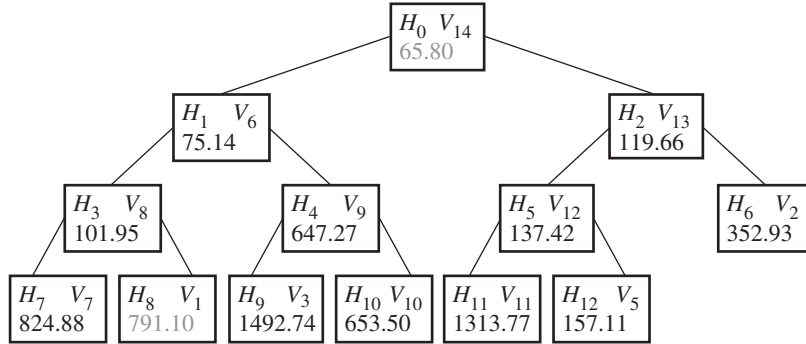 H₀ V₁₄
65.80
H₁ V₆
75.14
H₂ V₁₃
119.66
H₃ V₈
101.95
H₄ V₉
647.27
H₅ V₁₂
137.42
H₆ V₂
352.93
H₇ V₇
824.88
H₈ V₁
791.10
H₉ V₃
1492.74
H₁₀ V₁₀
653.50
H₁₁ V₁₁
1313.77
H₁₂ V₅
157.11